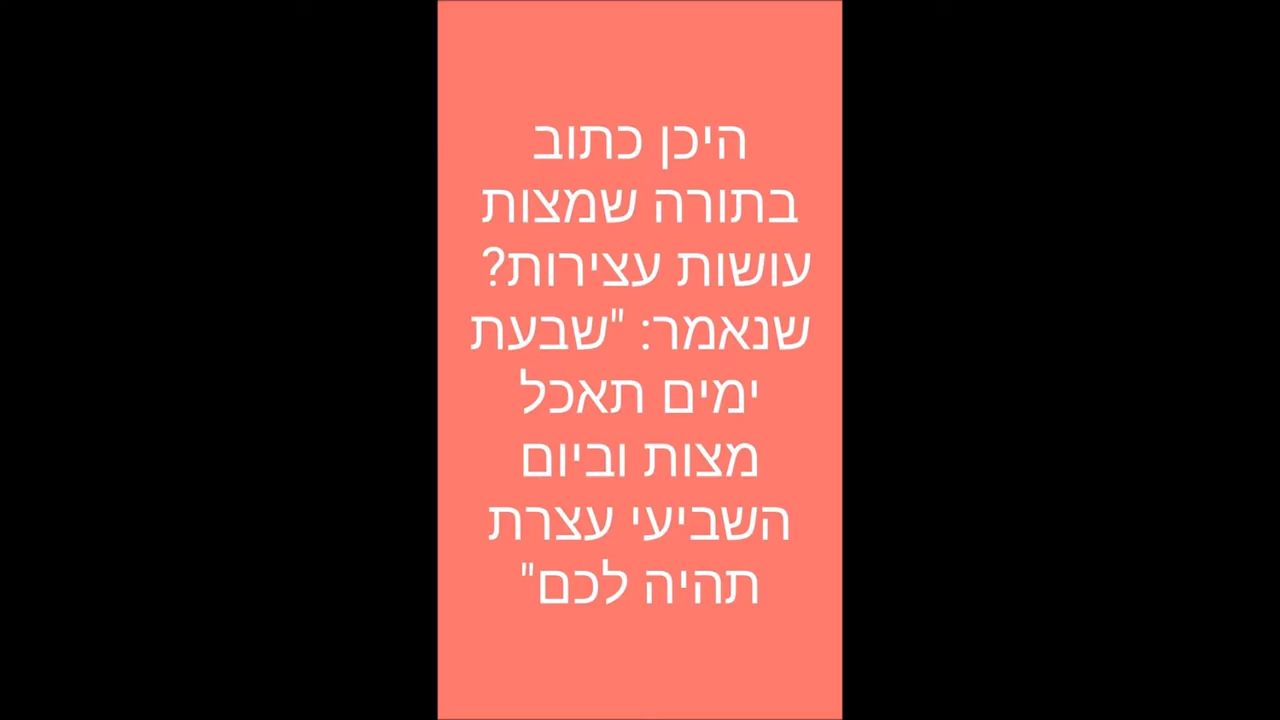 היכן כתוב
בתורה שמצות
עושות עצירות?
שנאמר: "שבעת
ימים תאכל
מצות וביום
השביעי עצרת
תהיה לכם"